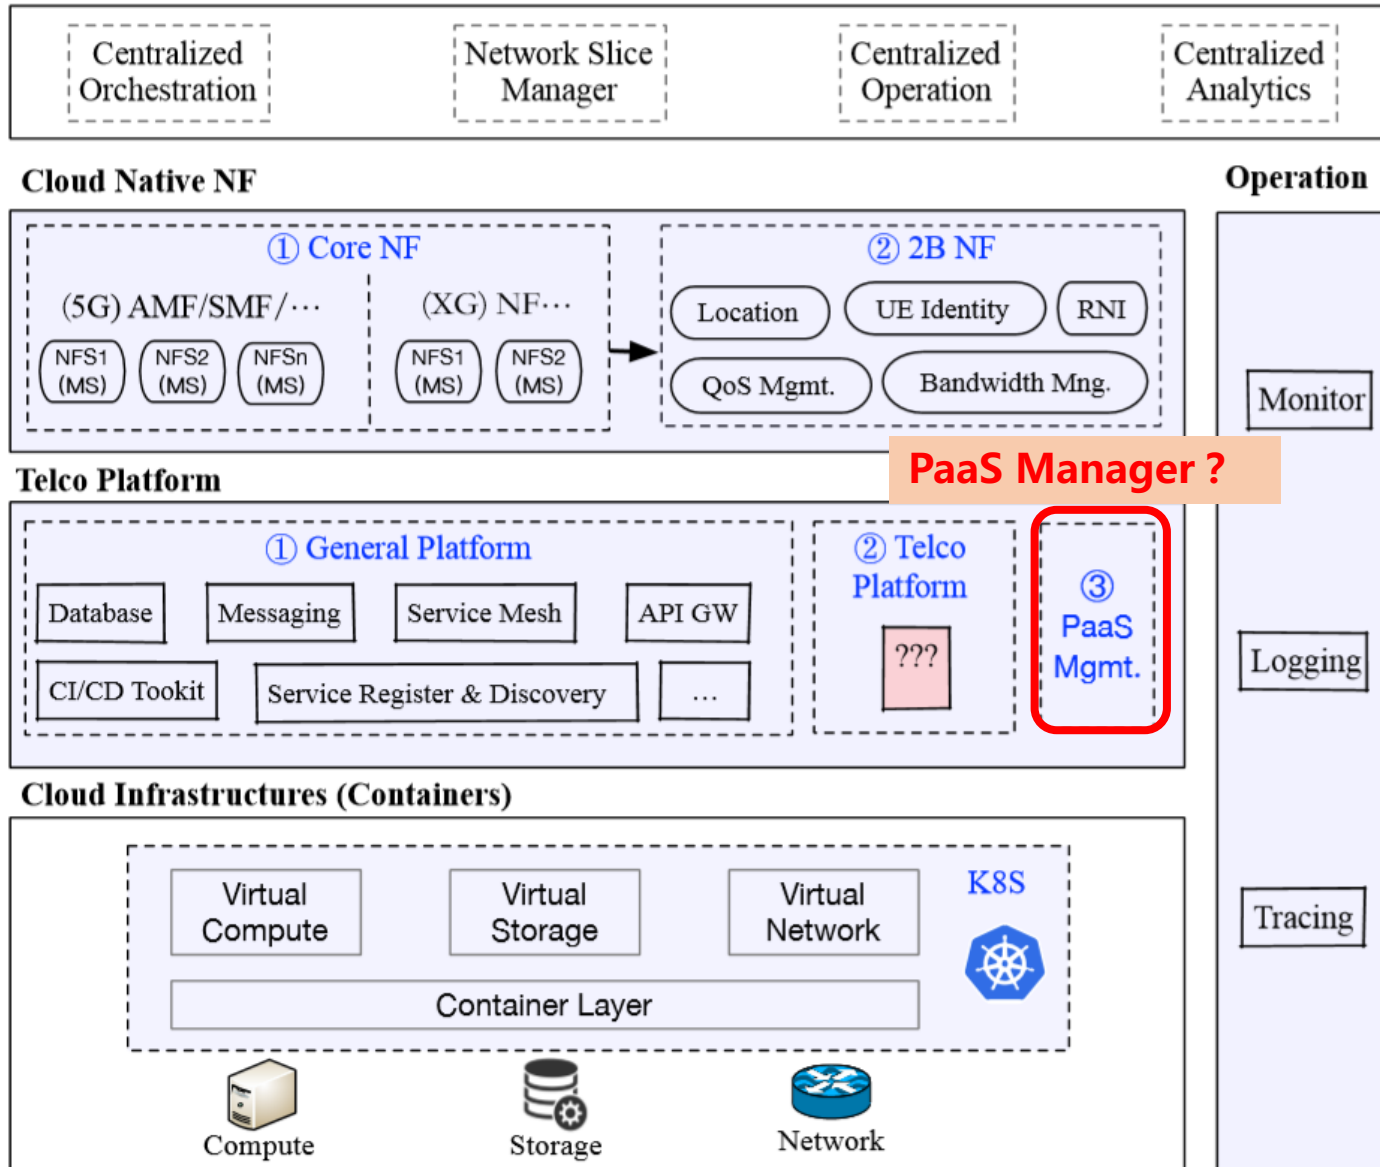 Centralized
Orchestration
Network Slice
Manager
Centralized
Operation
Centralized
Analytics
Cloud Native NF
Operation
① Core NF
(5G) AMF/SMF/…
(XG) NF…
NFS1
(MS)
NFS2
(MS)
NFSn
(MS)
NFS1
(MS)
NFS2
(MS)
② 2B NF
Location
UE Identity
RNI
QoS Mgmt.
Bandwidth Mng.
Monitor
PaaS Manager ?
Telco Platform
① General Platform
Database
Messaging
Service Mesh
API GW
CI/CD Tookit
Service Register & Discovery
…
② Telco
Platform
???
③
PaaS
Mgmt.
Logging
Cloud Infrastructures (Containers)
Virtual
Compute
Virtual
Storage
Virtual
Network
K8S
Container Layer
Tracing
Compute
Storage
Network